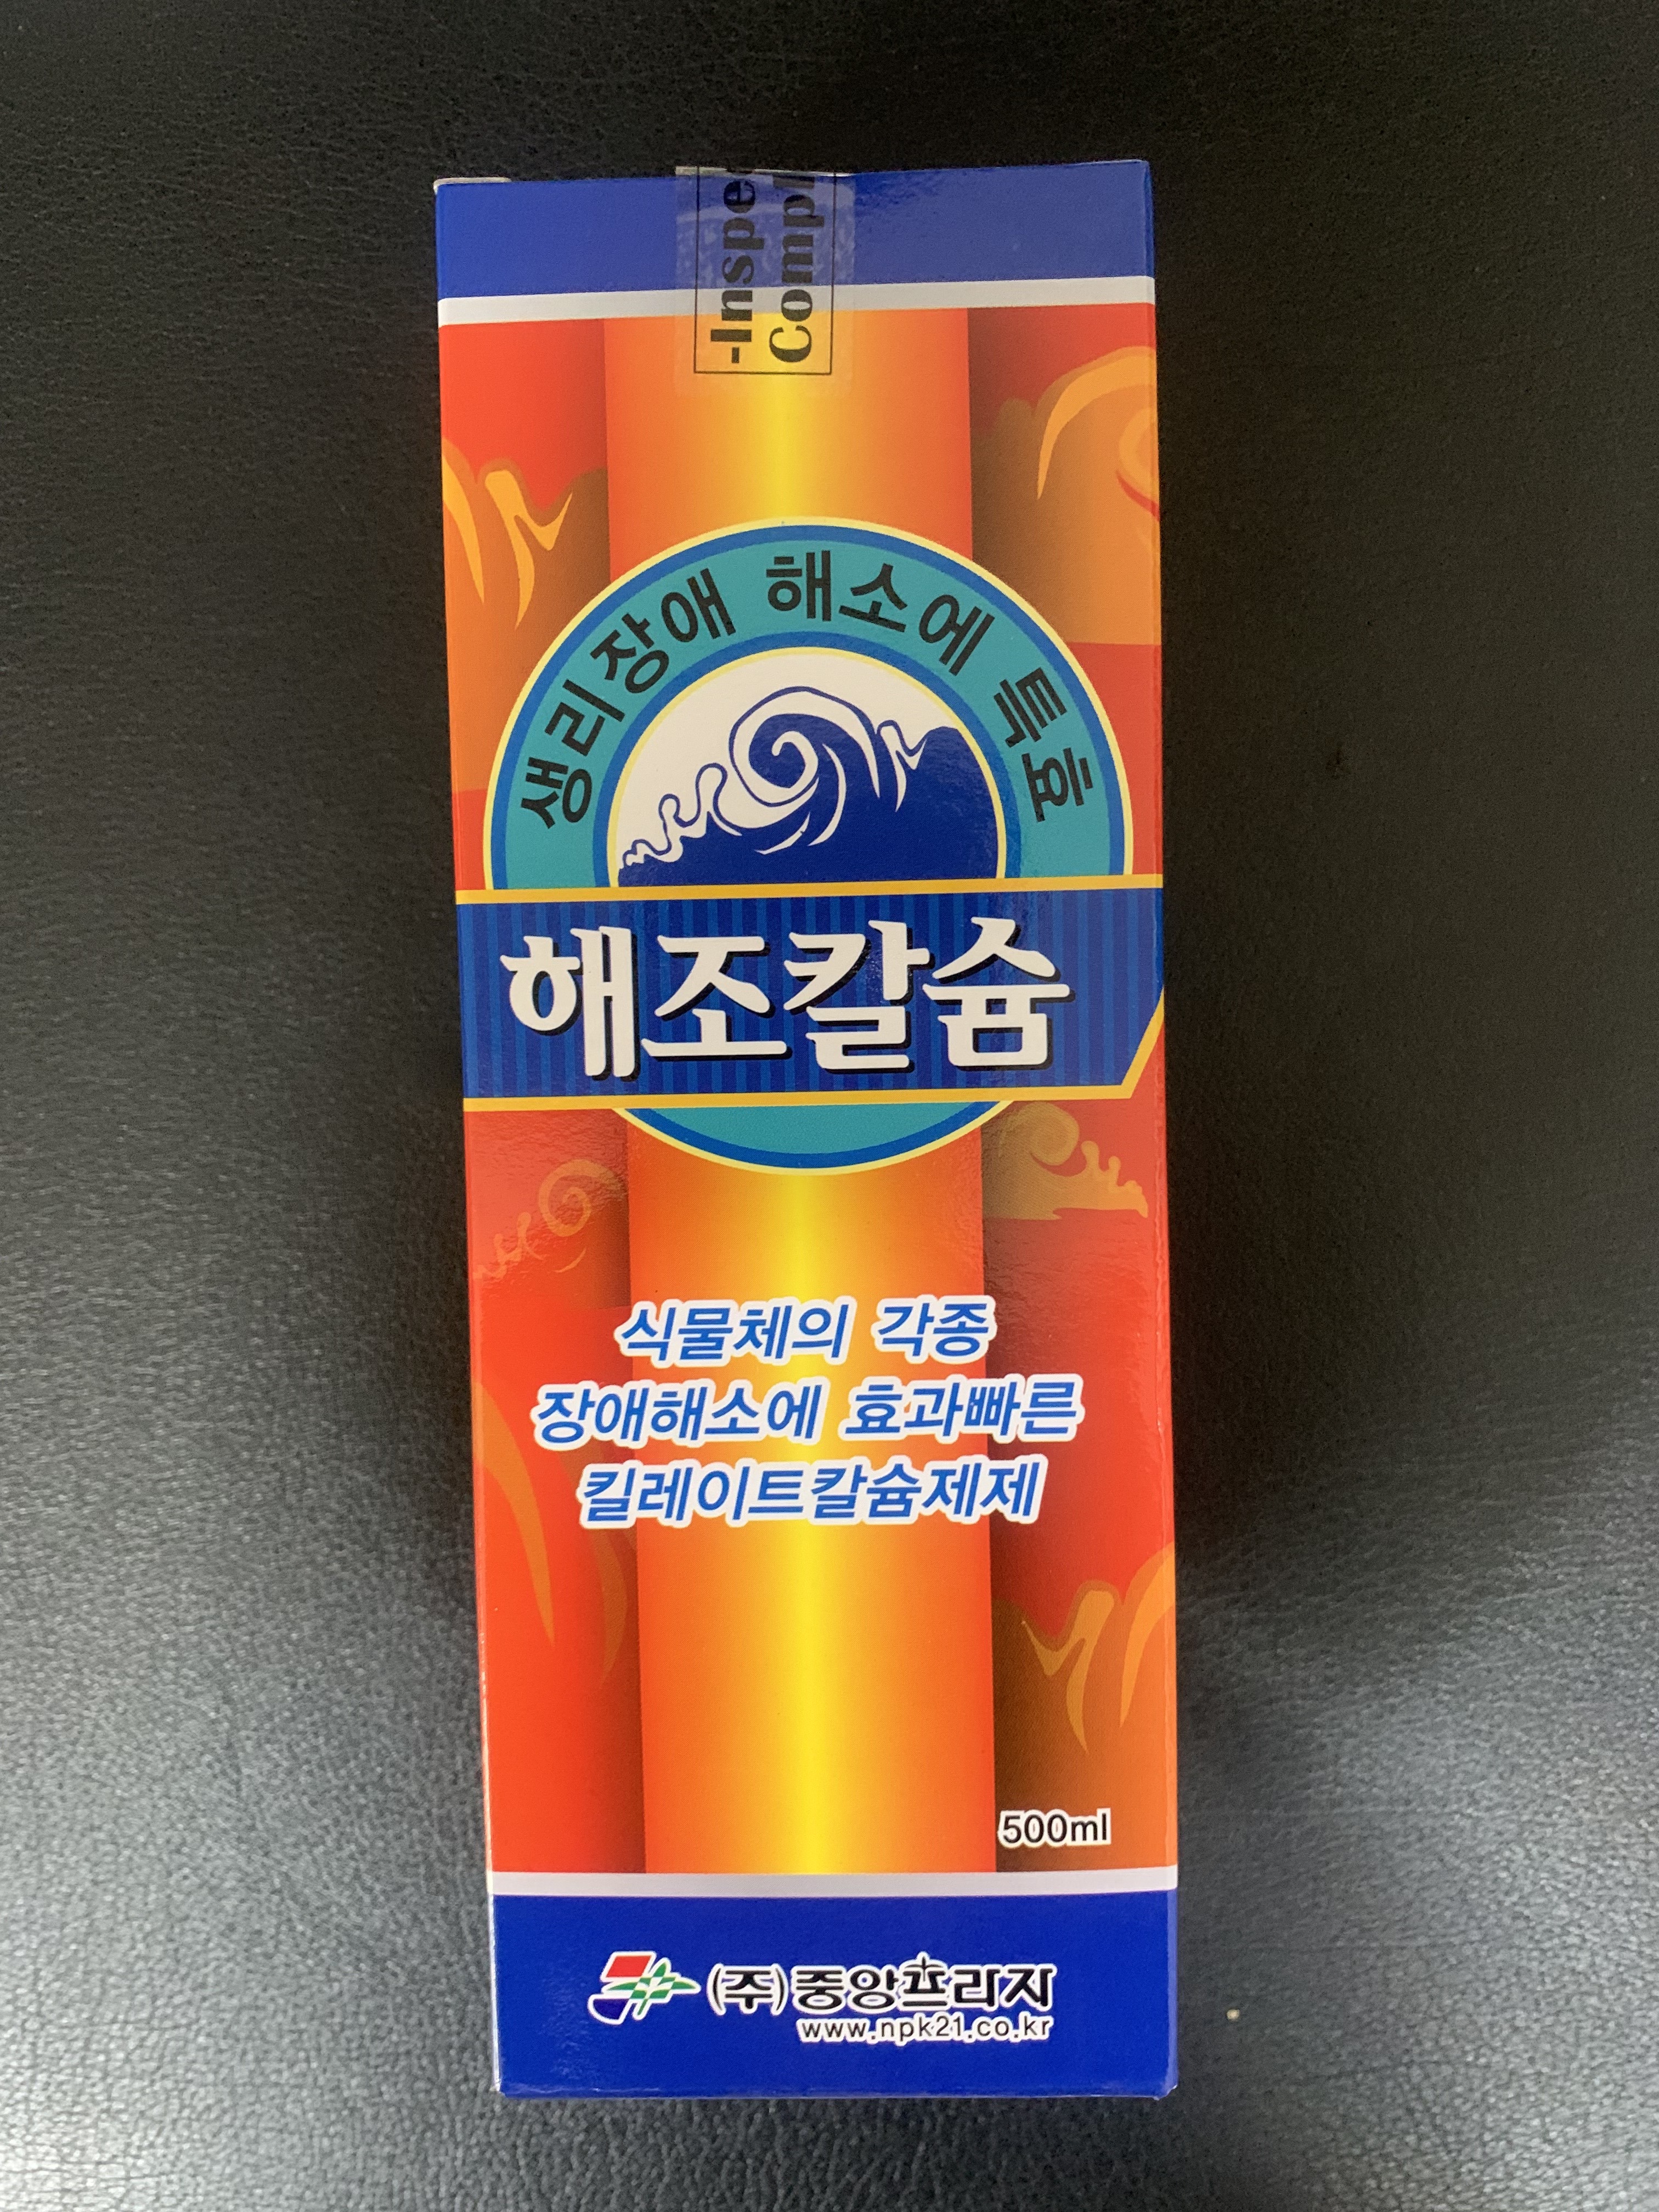 -Inspe
Compl
생리장애 해소에 특효
해조칼슘
식물체의 각종
장애해소에 효과빠른
킬레이트칼슘제제
500ml
(주)중앙프라자
www.npk21.co.kr